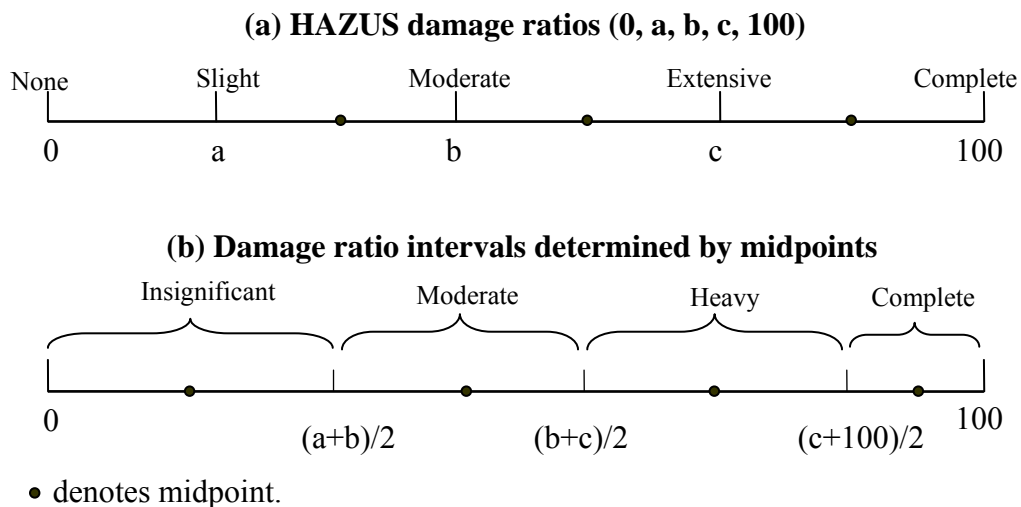 (a) HAZUS damage ratios (0, a, b, c, 100)
None Slight Moderate Extensive Complete
0 a b c 100
(b) Damage ratio intervals determined by midpoints
Insignificant Moderate Heavy Complete
0 (a+b)/2 (b+c)/2 (c+100)/2 100
denotes midpoint.